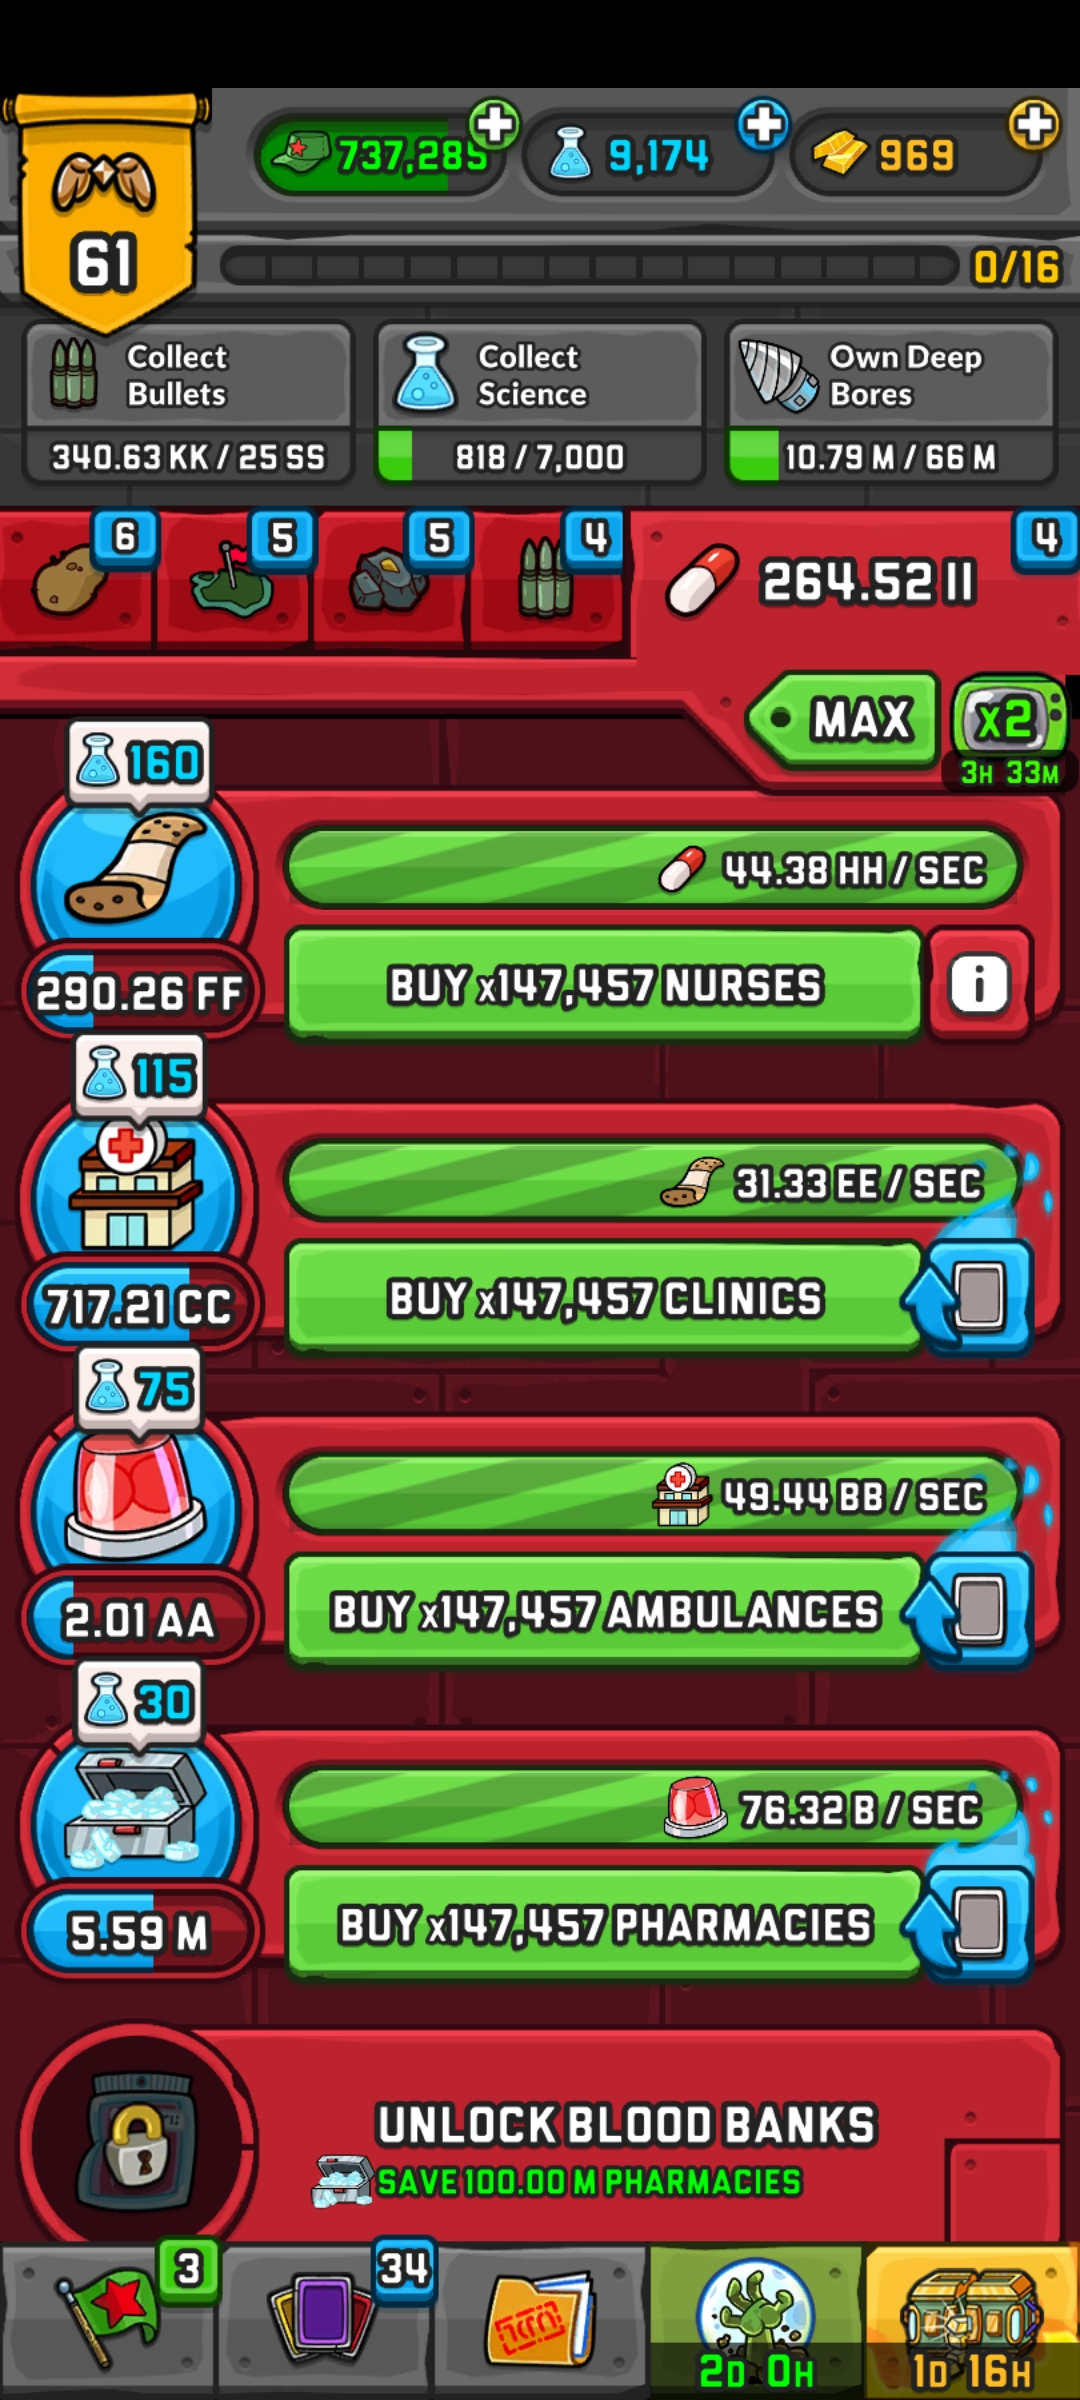 737,285
9,174
969
61
0/16
Collect Bullets
340.63 KK / 25 SS
Collect Science
818 / 7,000
Own Deep Bores
10.79 M / 66 M
6
5
5
4
264.52 II
4
MAX
x2
3H 33M
160
44.38 HH / SEC
290.26 FF
BUY x147,457 NURSES
i
115
31.33 EE / SEC
717.21 CC
BUY x147,457 CLINICS
75
49.44 BB / SEC
2.01 AA
BUY x147,457 AMBULANCES
30
76.32 B / SEC
5.59 M
BUY x147,457 PHARMACIES
UNLOCK BLOOD BANKS
SAVE 100.00 M PHARMACIES
3
34
2D 0H
1D 16H